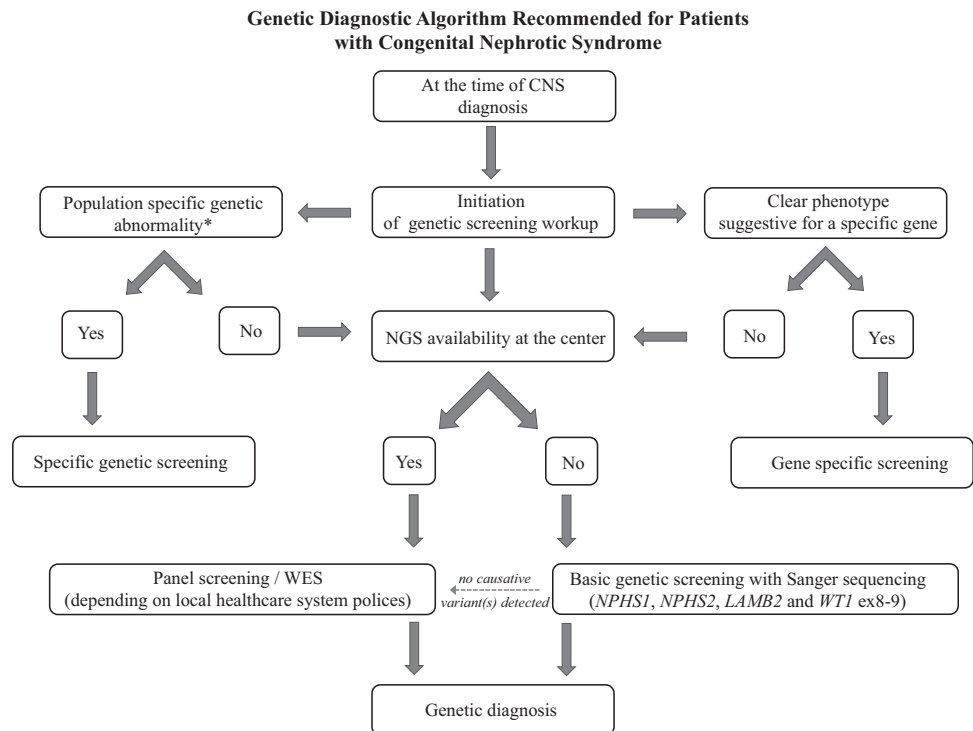 Genetic Diagnostic Algorithm Recommended for Patients
with Congenital Nephrotic Syndrome
At the time of CNS
diagnosis
Population specific genetic
abnormality*
Initiation
of genetic screening workup
Clear phenotype
suggestive for a specific gene
Yes
No
NGS availability at the center
No
Yes
Specific genetic screening
Yes
No
Gene specific screening
Panel screening / WES
(depending on local healthcare system polices)
no causative
variant(s) detected
Basic genetic screening with Sanger sequencing
(NPHS1, NPHS2, LAMB2 and WT1 ex8-9)
Genetic diagnosis